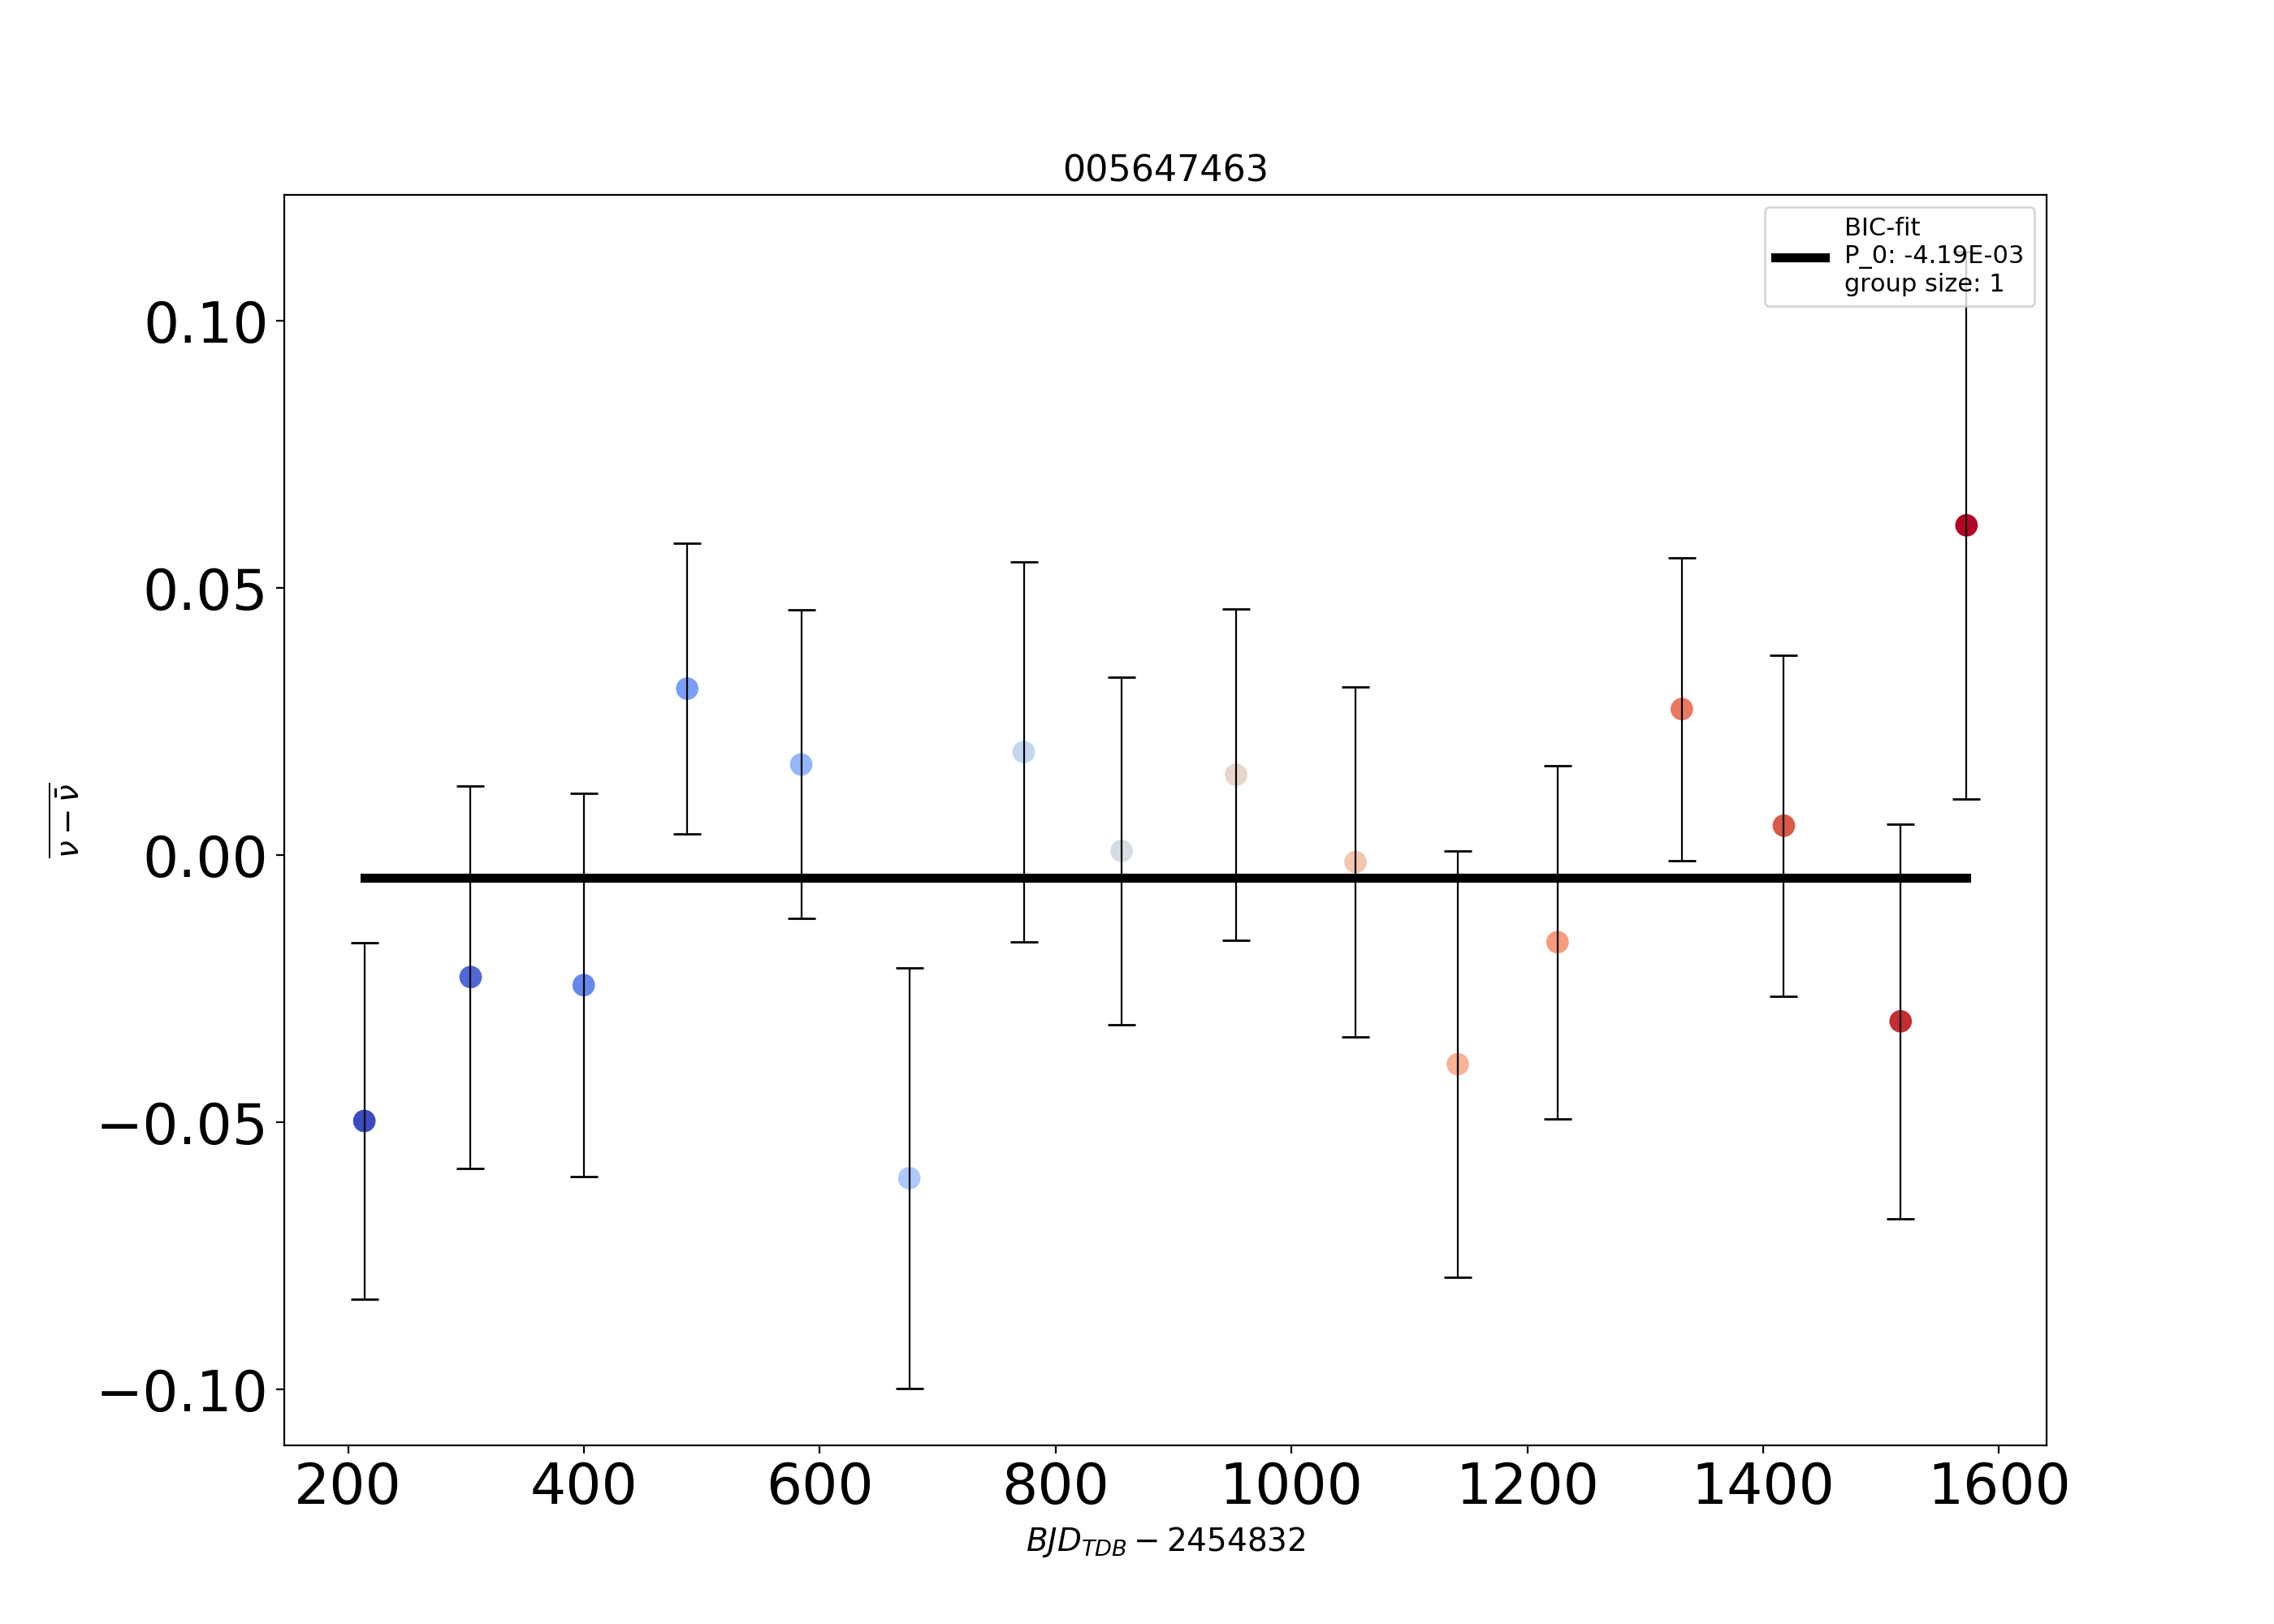 005647463
BIC-fit
P_0: -4.19E-03
group size: 1
0.10
0.05
0.00
−0.05
−0.10
ν − ν̄
200 400 600 800 1000 1200 1400 1600
BJD_TDB − 2454832